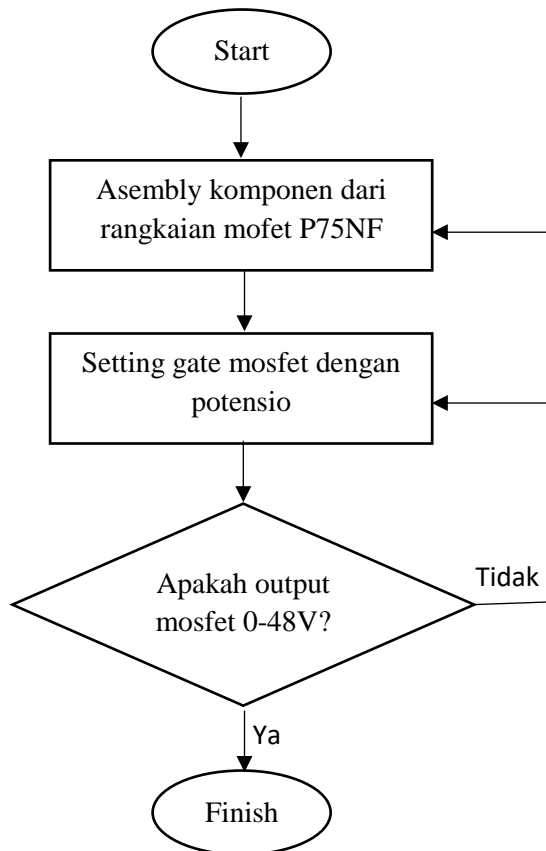 Start
Asembly komponen dari
rangkaian mofet P75NF
Setting gate mosfet dengan
potensio
Apakah output
mosfet 0-48V?
Tidak
Ya
Finish